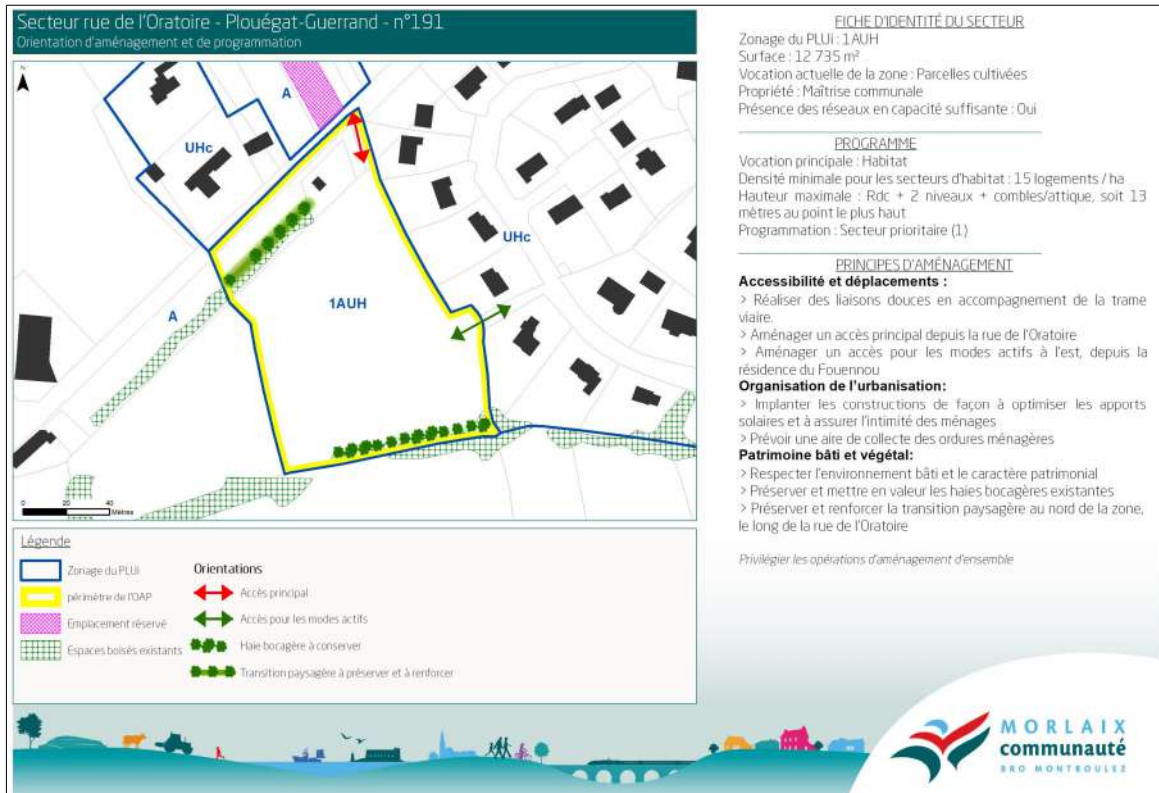 Secteur rue de l'Oratoire - Plouégat-Guerrand - n°191
Orientation d'aménagement et de programmation
N
A
UHc
UHc
1AUH
A
0 20 40
Mètres
Légende
Zonage du PLUi
périmètre de l'OAP
Emplacement réservé
Espaces boisés existants
Orientations
Accès principal
Accès pour les modes actifs
Haie bocagère à conserver
Transition paysagère à préserver et à renforcer
FICHE D'IDENTITÉ DU SECTEUR
Zonage du PLUi : 1AUH
Surface : 12 735 m²
Vocation actuelle de la zone : Parcelles cultivées
Propriété : Maîtrise communale
Présence des réseaux en capacité suffisante : Oui
PROGRAMME
Vocation principale : Habitat
Densité minimale pour les secteurs d'habitat : 15 logements / ha
Hauteur maximale : Rdc + 2 niveaux + combles/attique, soit 13
mètres au point le plus haut
Programmation : Secteur prioritaire (1)
PRINCIPES D'AMÉNAGEMENT
Accessibilité et déplacements :
> Réaliser des liaisons douces en accompagnement de la trame
viaire.
> Aménager un accès principal depuis la rue de l'Oratoire
> Aménager un accès pour les modes actifs à l'est, depuis la
résidence du Fouennou
Organisation de l'urbanisation:
> Implanter les constructions de façon à optimiser les apports
solaires et à assurer l'intimité des ménages
> Prévoir une aire de collecte des ordures ménagères
Patrimoine bâti et végétal:
> Respecter l'environnement bâti et le caractère patrimonial
> Préserver et mettre en valeur les haies bocagères existantes
> Préserver et renforcer la transition paysagère au nord de la zone,
le long de la rue de l'Oratoire
Privilégier les opérations d'aménagement d'ensemble
MORLAIX
communauté
BRO MONTROULEZ